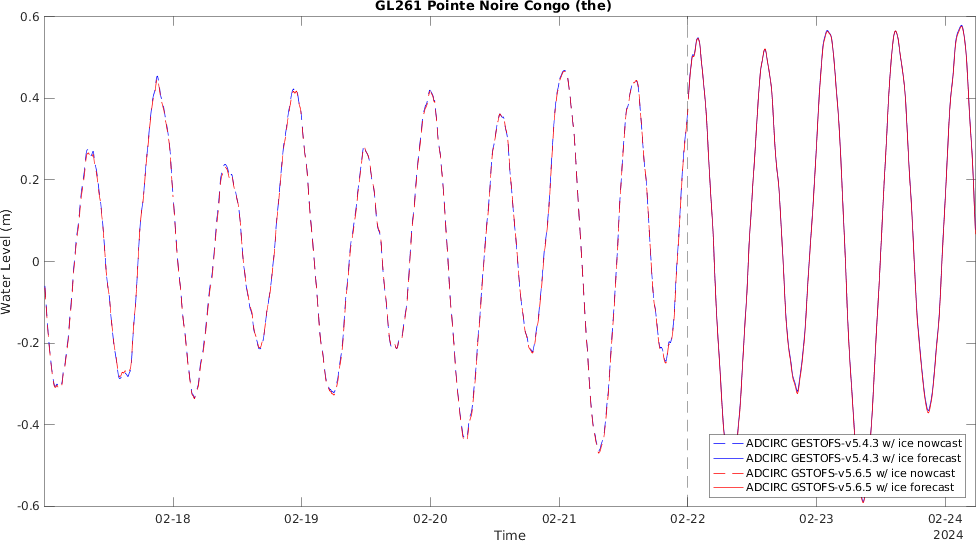 GL261 Pointe Noire Congo (the)
0.6
0.4
0.2
0
-0.2
-0.4
-0.6
Water Level (m)
ADCIRC GESTOFS-v5.4.3 w/ ice nowcast
ADCIRC GESTOFS-v5.4.3 w/ ice forecast
ADCIRC GSTOFS-v5.6.5 w/ ice nowcast
ADCIRC GSTOFS-v5.6.5 w/ ice forecast
02-18 02-19 02-20 02-21 02-22 02-23 02-24
2024
Time